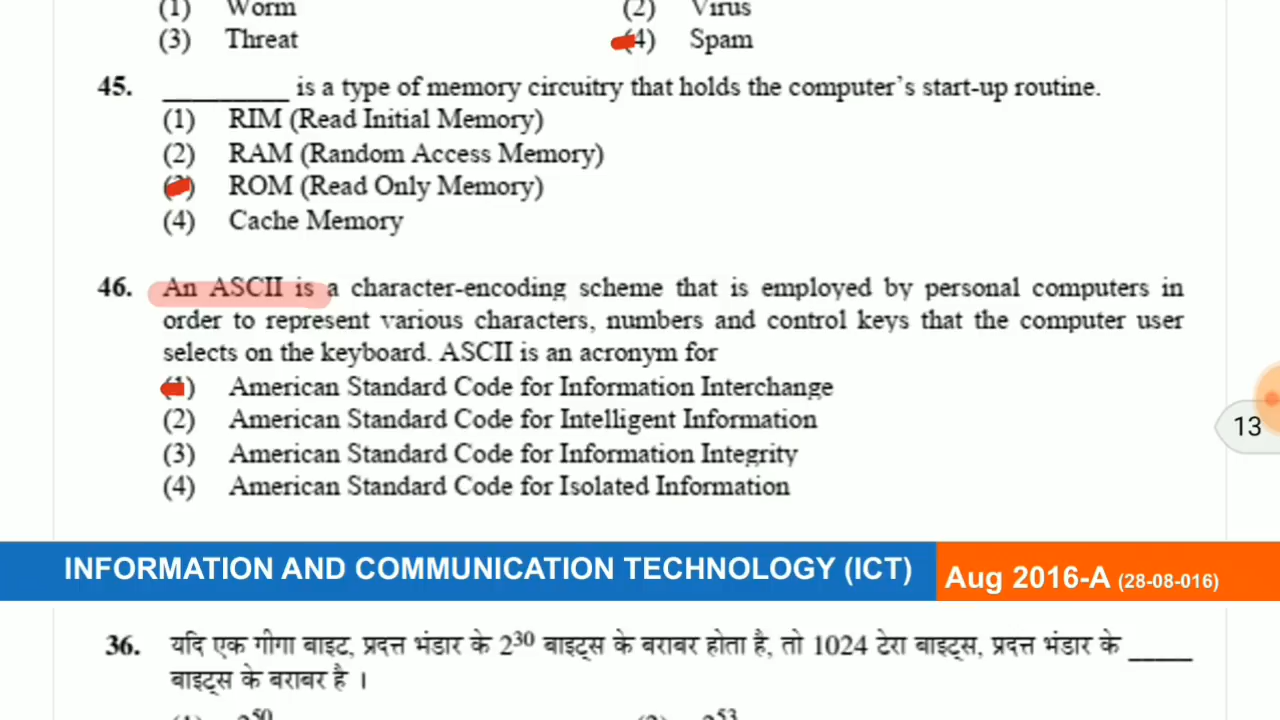 (1) Worm (2) Virus
(3) Threat (4) Spam
45. ________ is a type of memory circuitry that holds the computer's start-up routine.
(1) RIM (Read Initial Memory)
(2) RAM (Random Access Memory)
ROM (Read Only Memory)
(4) Cache Memory
46. An ASCII is a character-encoding scheme that is employed by personal computers in
order to represent various characters, numbers and control keys that the computer user
selects on the keyboard. ASCII is an acronym for
(1) American Standard Code for Information Interchange
(2) American Standard Code for Intelligent Information
(3) American Standard Code for Information Integrity
(4) American Standard Code for Isolated Information
13
INFORMATION AND COMMUNICATION TECHNOLOGY (ICT) Aug 2016-A (28-08-016)
36. यदि एक गीगा बाइट, प्रदत्त भंडार के 2³⁰ बाइट्स के बराबर होता है, तो 1024 टेरा बाइट्स, प्रदत्त भंडार के _____
बाइट्स के बराबर है ।
2⁵⁰ 2⁵³